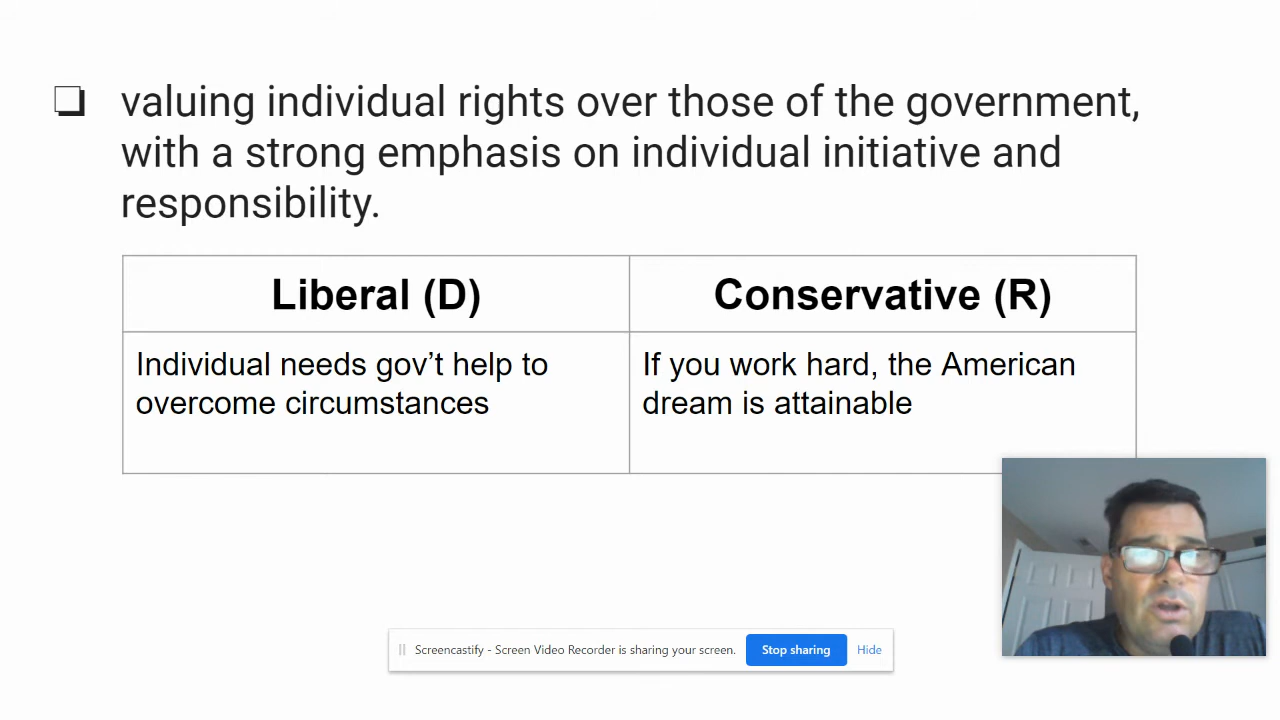 valuing individual rights over those of the government,
with a strong emphasis on individual initiative and
responsibility.
Liberal (D)
Conservative (R)
Individual needs gov’t help to
overcome circumstances
If you work hard, the American
dream is attainable
Screencastify - Screen Video Recorder is sharing your screen.
Stop sharing
Hide